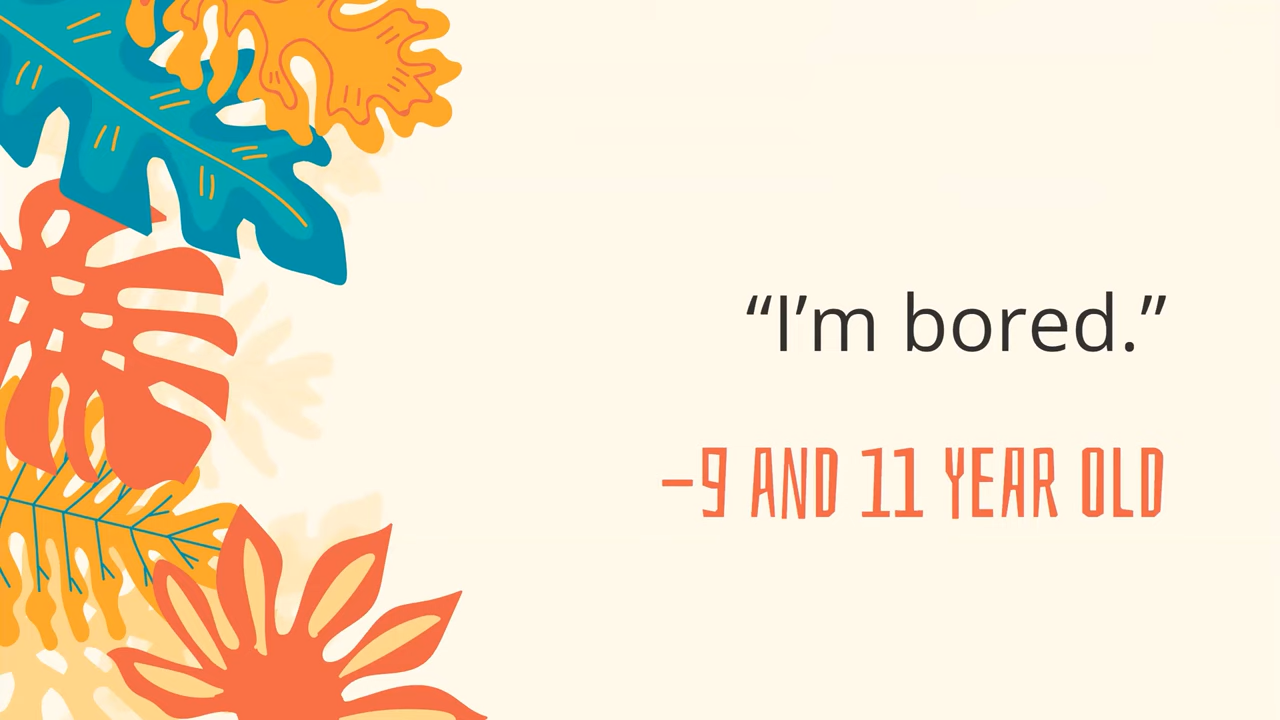 “I’m bored.”
–9 AND 11 YEAR OLD